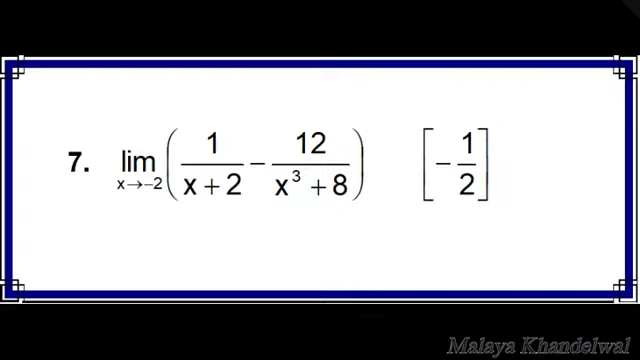 7. lim x→−2 ( 1/(x + 2) − 12/(x³ + 8) ) [ − 1/2 ]
Malaya Khandelwal